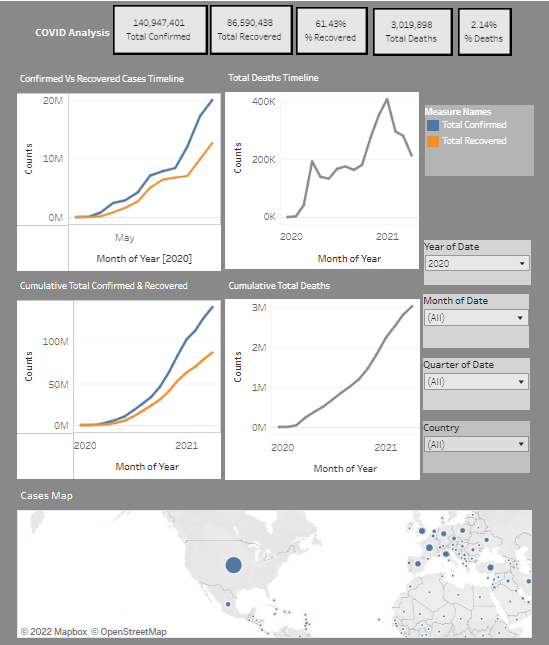 COVID Analysis
140,947,401
Total Confirmed
86,590,438
Total Recovered
61.43%
% Recovered
3,019,898
Total Deaths
2.14%
% Deaths
Confirmed Vs Recovered Cases Timeline
20M
10M
0M
Counts
May
Month of Year [2020]
Total Deaths Timeline
400K
200K
0K
Counts
2020
2021
Month of Year
Measure Names
Total Confirmed
Total Recovered
Year of Date
2020
Month of Date
(All)
Quarter of Date
(All)
Country
(All)
Cumulative Total Confirmed & Recovered
100M
50M
0M
Counts
2020
2021
Month of Year
Cumulative Total Deaths
3M
2M
1M
0M
Counts
2020
2021
Month of Year
Cases Map
© 2022 Mapbox © OpenStreetMap